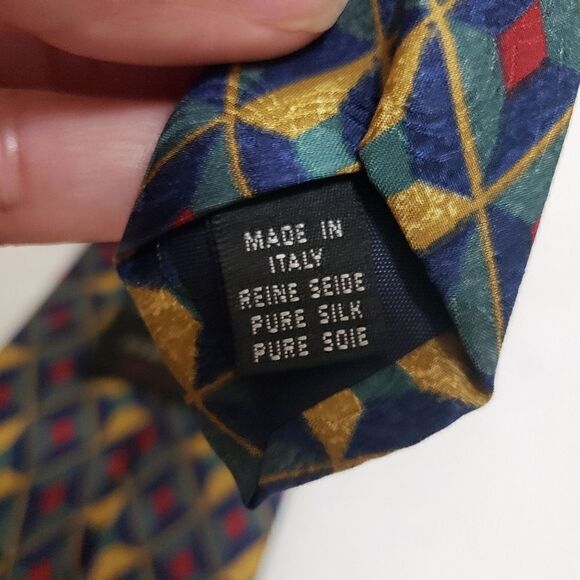 MADE IN
ITALY
REINE SEIDE
PURE SILK
PURE SOIE